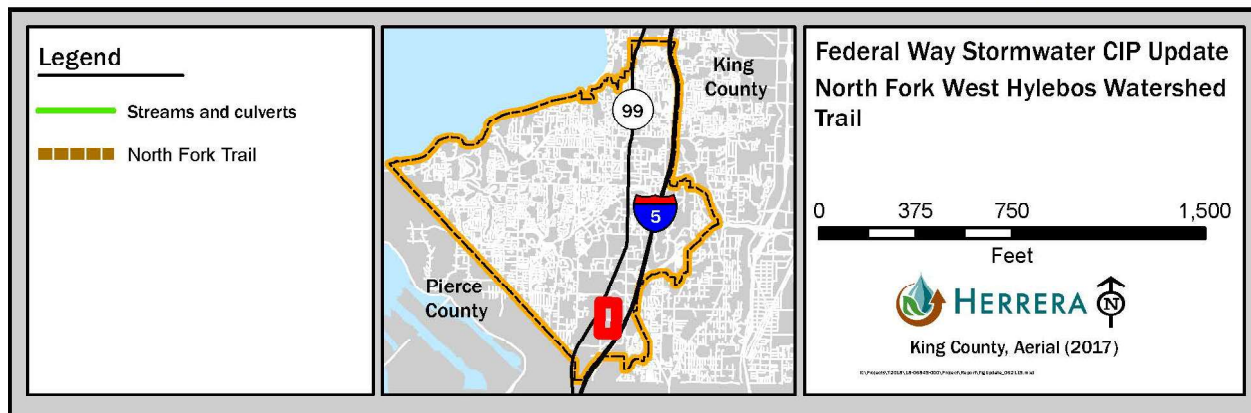 Legend
Streams and culverts
North Fork Trail
King
County
99
5
Pierce
County
Federal Way Stormwater CIP Update
North Fork West Hylebos Watershed
Trail
0 375 750 1,500
Feet
HERRERA N
King County, Aerial (2017)